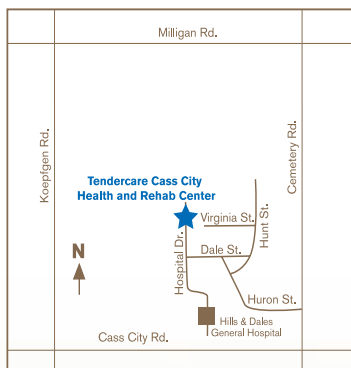 Milligan Rd.
Koepfgen Rd.
Cemetery Rd.
Tendercare Cass City
Health and Rehab Center
Virginia St.
Hunt St.
Hospital Dr.
Dale St.
N
Huron St.
Hills & Dales
General Hospital
Cass City Rd.